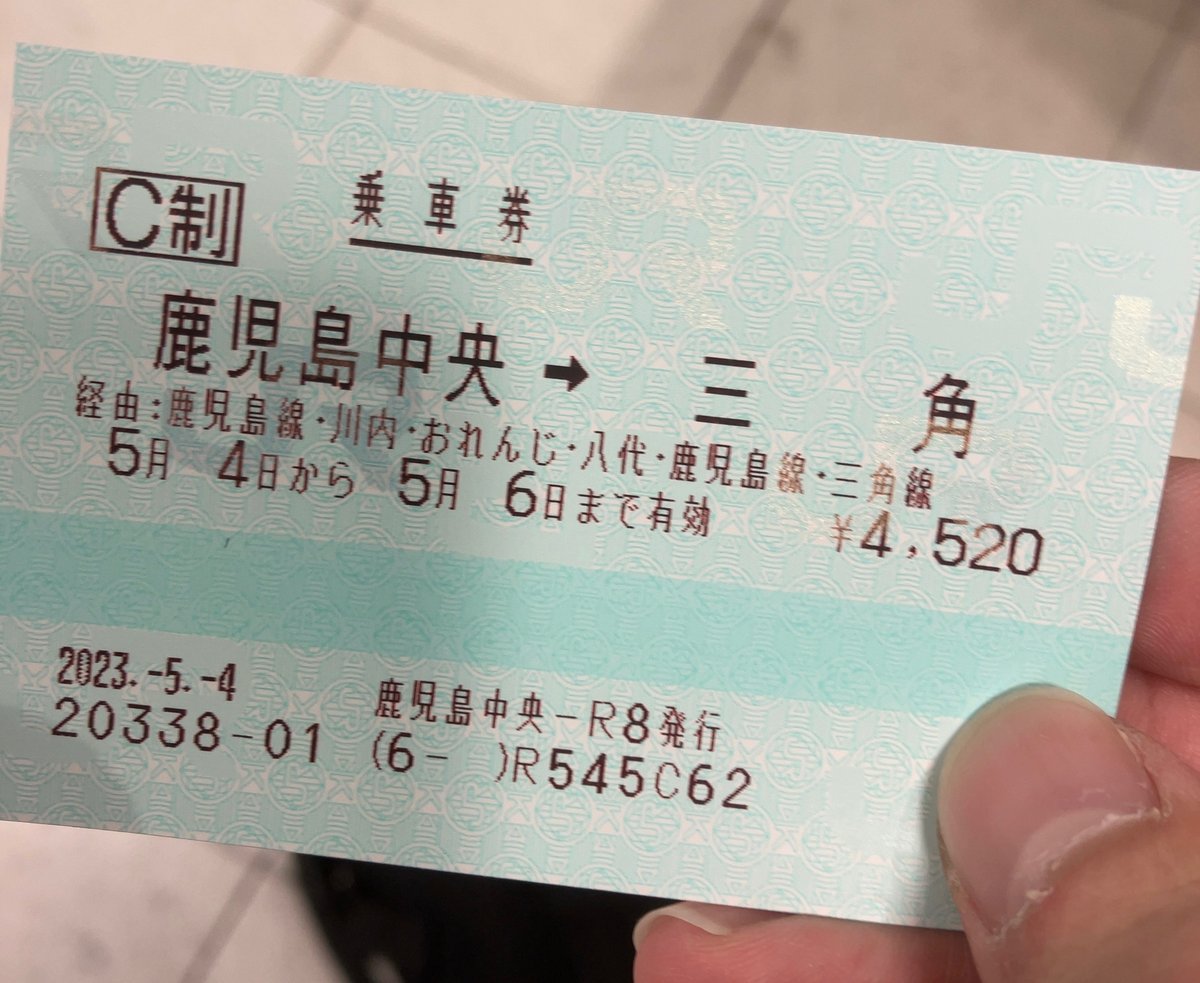 C制 乗車券
鹿児島中央 → 三角
経由:鹿児島線・川内・おれんじ・八代・鹿児島線・三角線
5月 4日から 5月 6日まで有効 ¥4,520
2023.-5.-4 鹿児島中央-R8発行
20338-01 (6- )R545C62